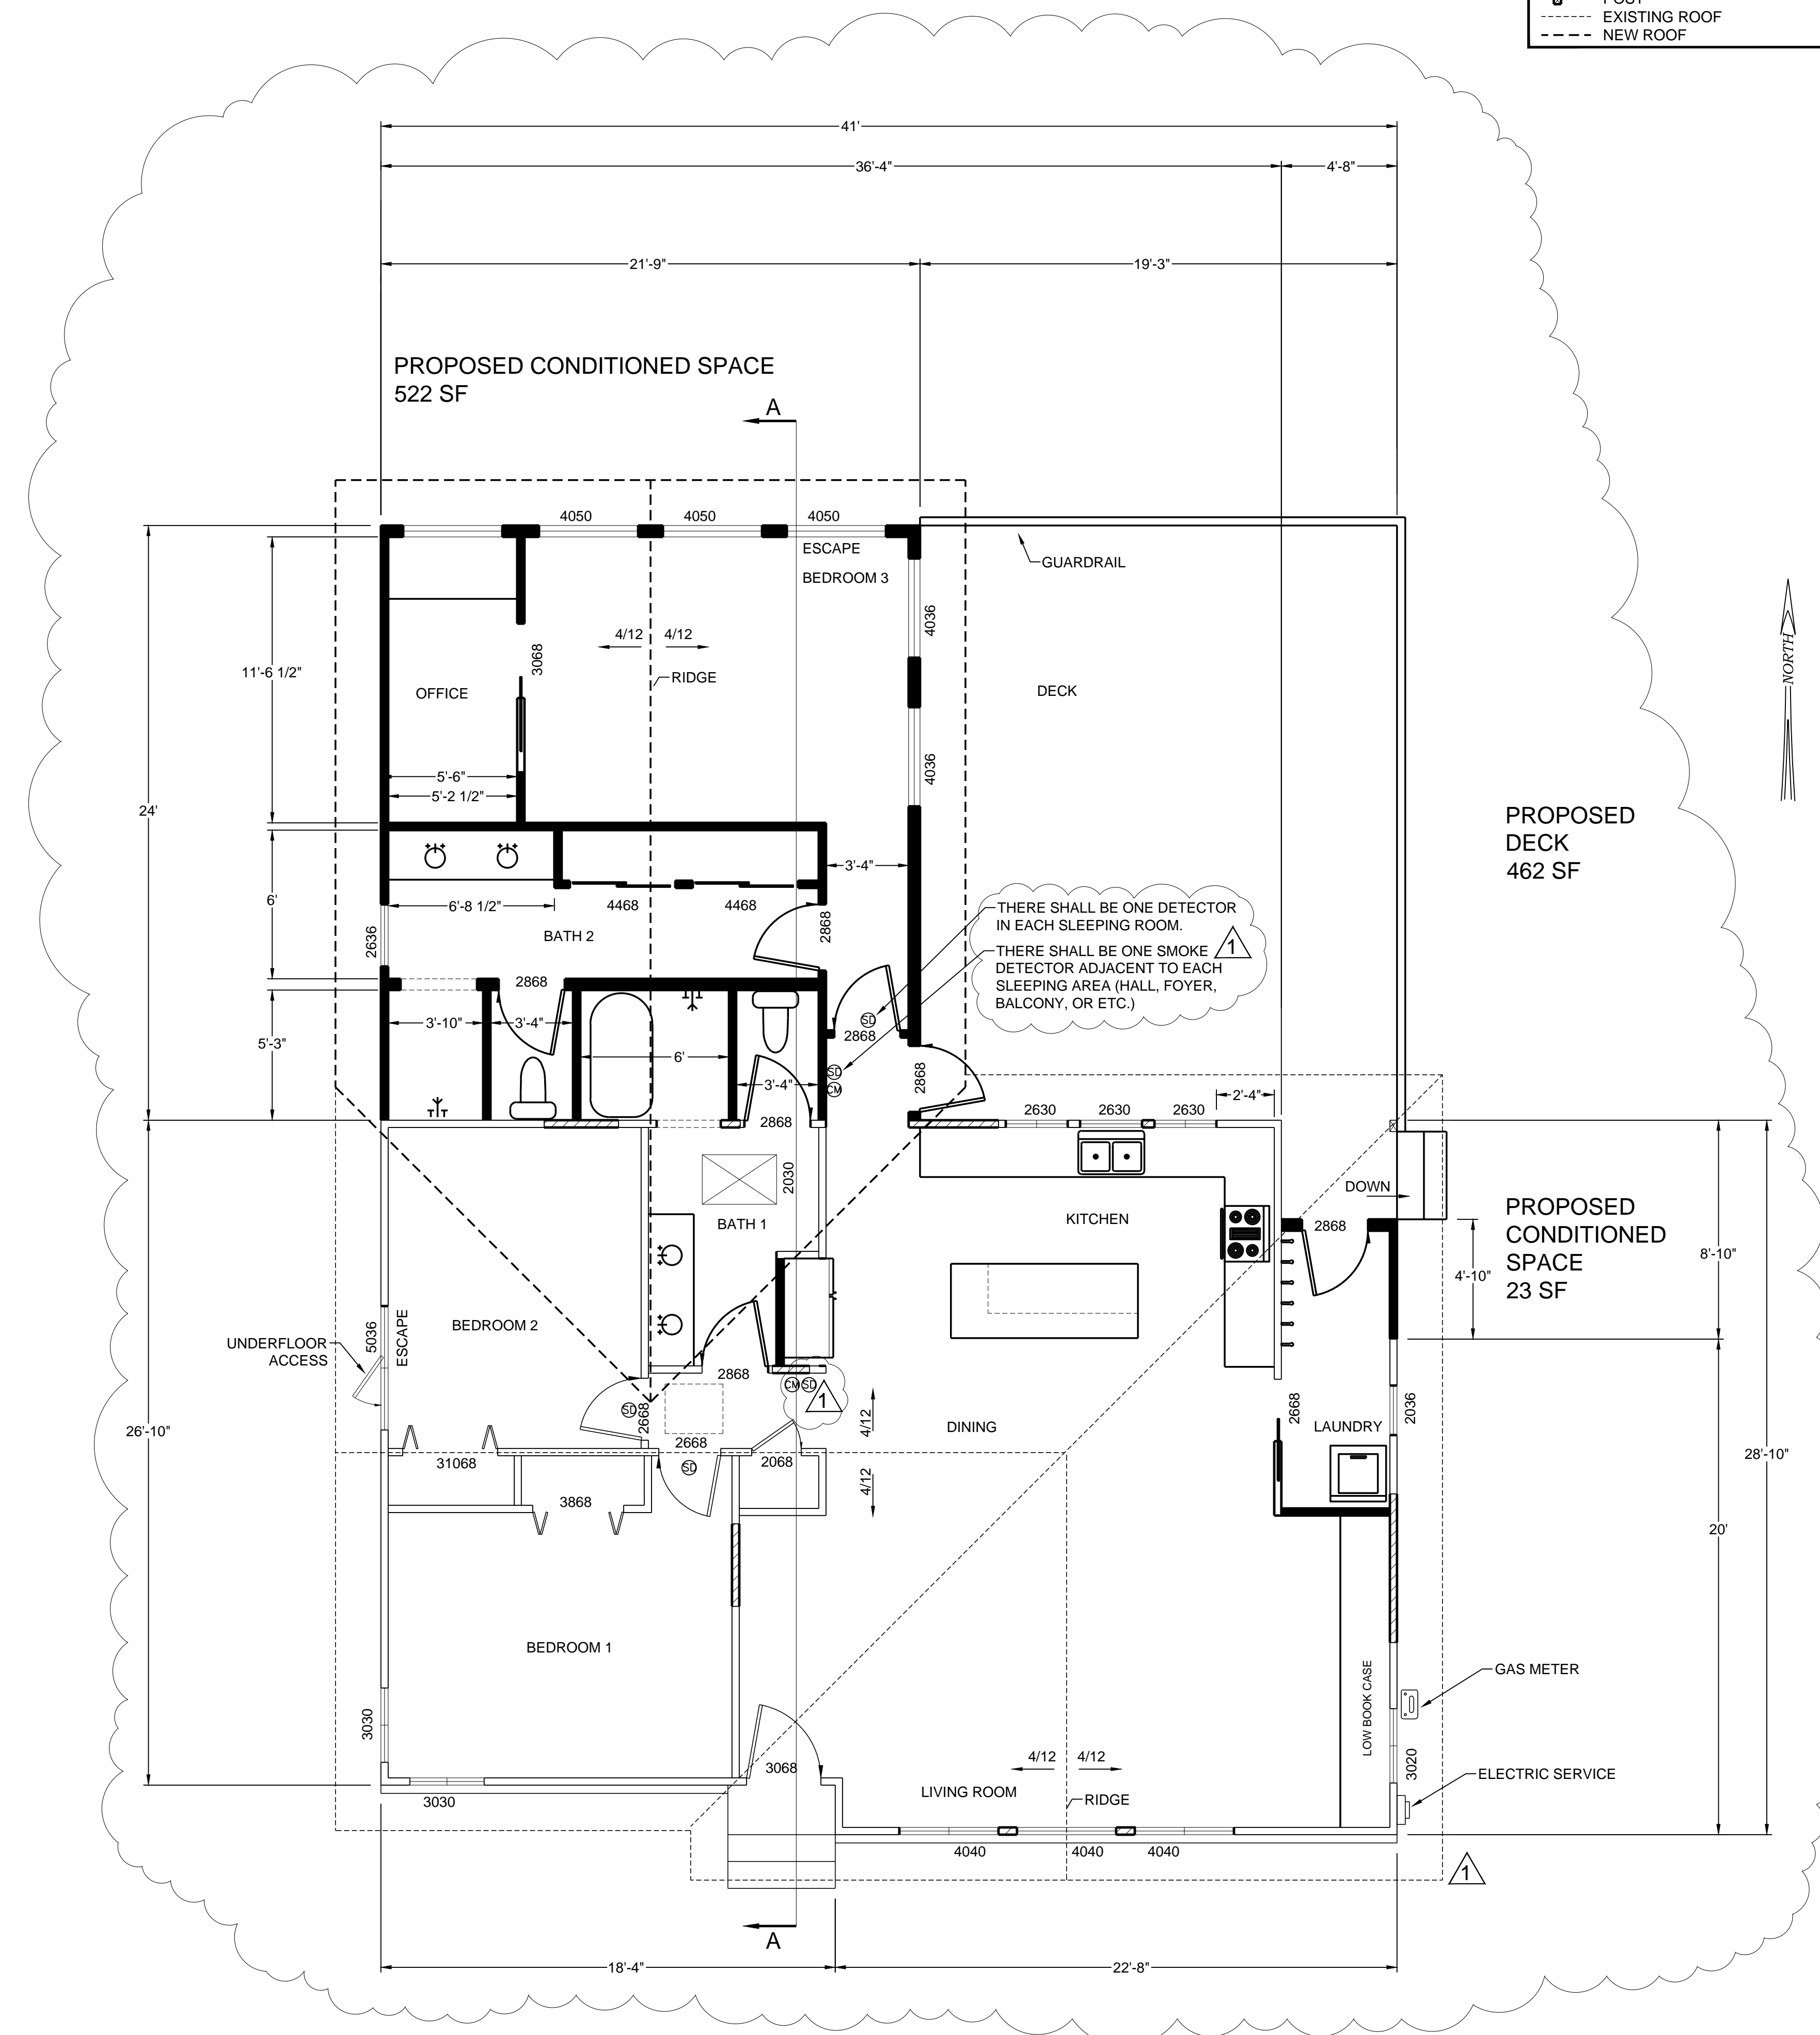 EXISTING ROOF
NEW ROOF
41'
36'-4"
4'-8"
21'-9"
19'-3"
PROPOSED CONDITIONED SPACE
522 SF
A
4050
4050
4050
ESCAPE
BEDROOM 3
GUARDRAIL
4036
NORTH
4/12
4/12
3068
11'-6 1/2"
RIDGE
OFFICE
DECK
4036
5'-6"
5'-2 1/2"
24'
PROPOSED
DECK
462 SF
3'-4"
6'
6'-8 1/2"
4468
4468
2868
2636
BATH 2
THERE SHALL BE ONE DETECTOR
IN EACH SLEEPING ROOM.
THERE SHALL BE ONE SMOKE
DETECTOR ADJACENT TO EACH
SLEEPING AREA (HALL, FOYER,
BALCONY, OR ETC.)
1
2868
3'-10"
3'-4"
SD
2868
5'-3"
6'
3'-4"
SD
CM
2868
2'-4"
2630
2630
2630
2868
2030
DOWN
BATH 1
KITCHEN
2868
PROPOSED
CONDITIONED
SPACE
23 SF
8'-10"
4'-10"
UNDERFLOOR
ACCESS
5036
ESCAPE
BEDROOM 2
2868
CM
SD
1
SD
2668
4/12
DINING
2668
LAUNDRY
2036
26'-10"
2668
SD
2068
31068
4/12
28'-10"
3868
20'
BEDROOM 1
LOW BOOK CASE
GAS METER
3030
3068
4/12
4/12
3020
ELECTRIC SERVICE
LIVING ROOM
RIDGE
3030
4040
4040
4040
1
A
18'-4"
22'-8"